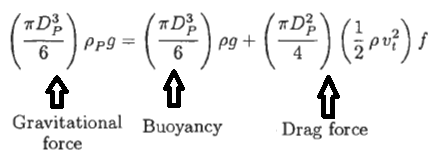 (πD_P^3/6) ρ_P g = (πD_P^3/6) ρg + (πD_P^2/4) (1/2 ρ v_t^2) f
Gravitational force Buoyancy Drag force